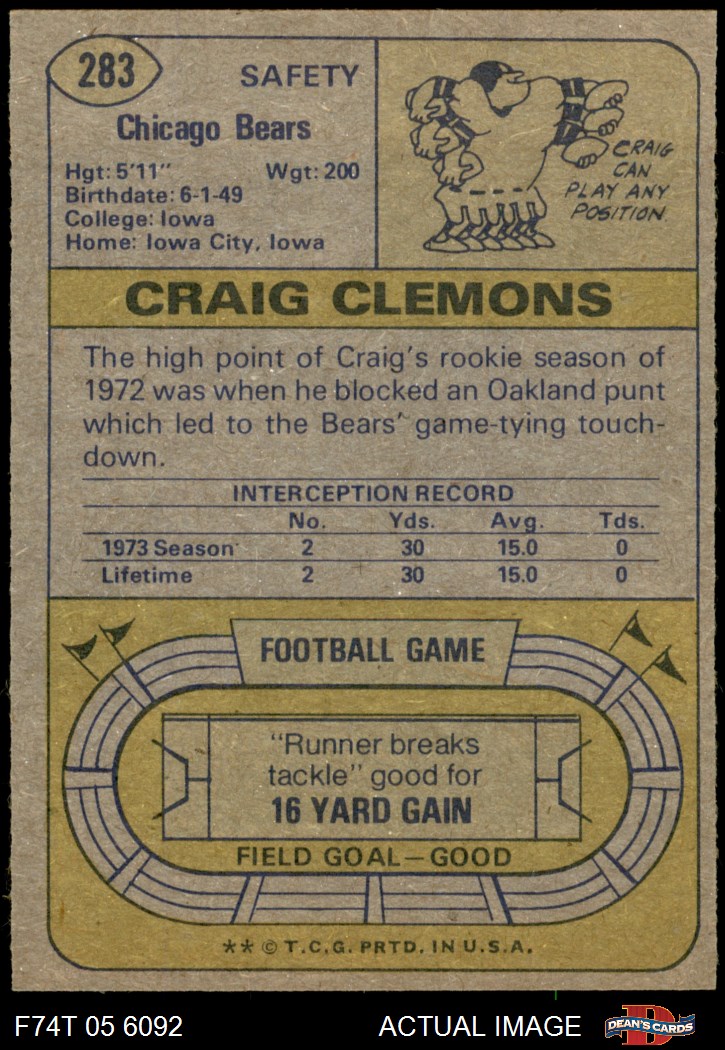 283
SAFETY
Chicago Bears
Hgt: 5'11" Wgt: 200
Birthdate: 6-1-49
College: Iowa
Home: Iowa City, Iowa
CRAIG
CAN
PLAY ANY
POSITION.
CRAIG CLEMONS
The high point of Craig's rookie season of
1972 was when he blocked an Oakland punt
which led to the Bears' game-tying touch-
down.
INTERCEPTION RECORD
No. Yds. Avg. Tds.
1973 Season 2 30 15.0 0
Lifetime 2 30 15.0 0
FOOTBALL GAME
"Runner breaks
tackle" good for
16 YARD GAIN
FIELD GOAL—GOOD
** © T.C.G. PRTD. IN U.S.A.
F74T 05 6092 ACTUAL IMAGE
D
DEAN'S CARDS